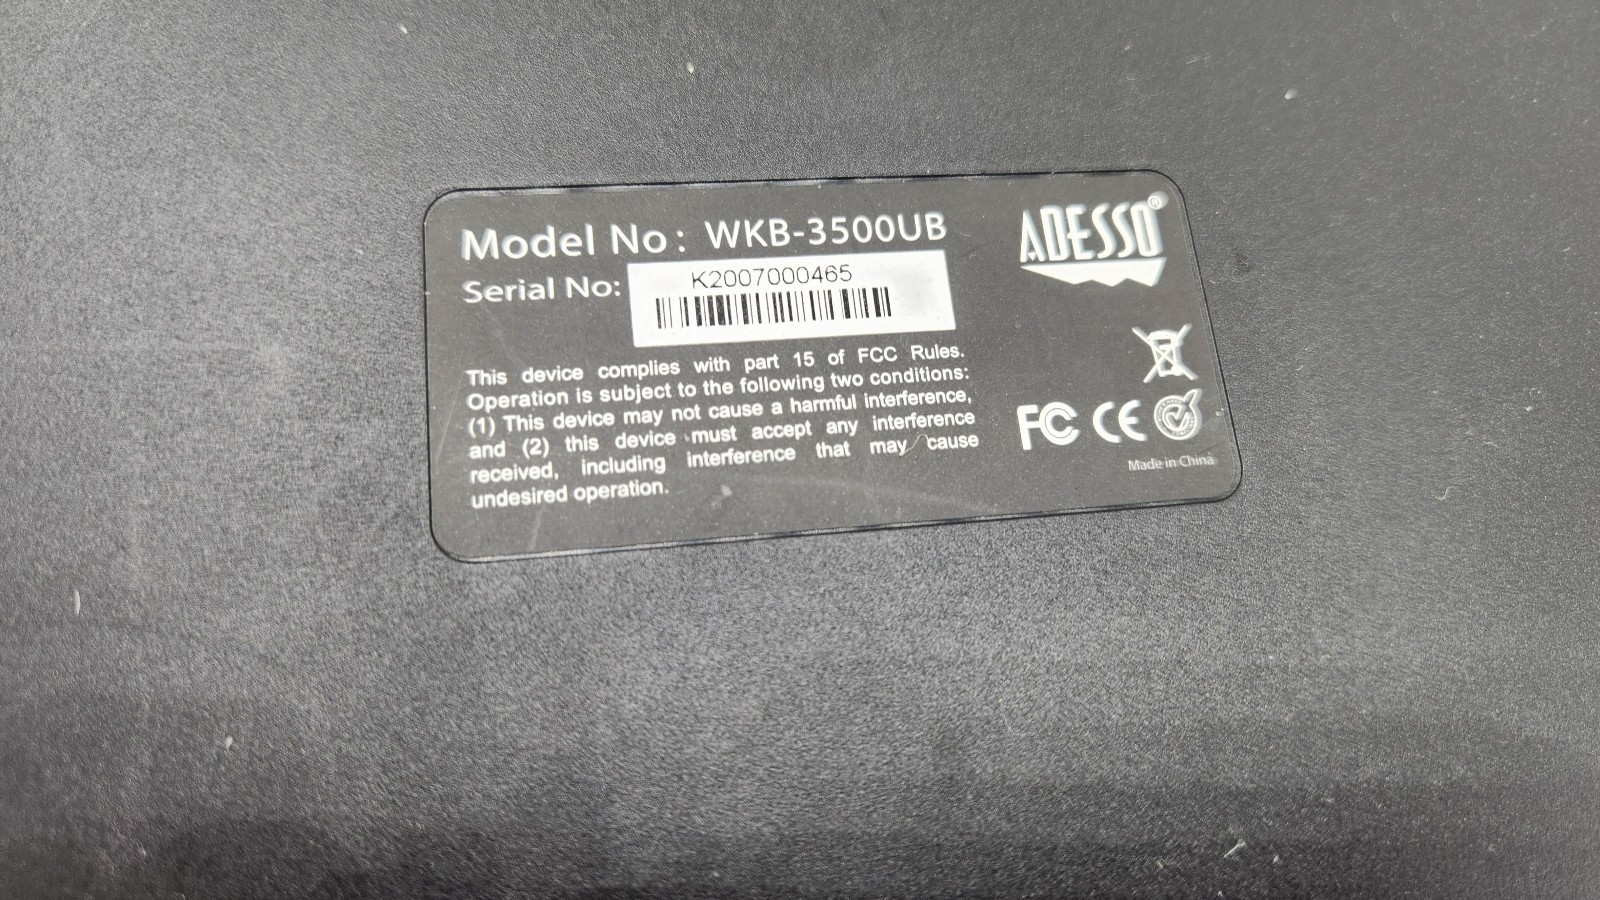 Model No: WKB-3500UB
ADESSO®
Serial No: K2007000465
This device complies with part 15 of FCC Rules.
Operation is subject to the following two conditions:
(1) This device may not cause a harmful interference,
and (2) this device must accept any interference
received, including interference that may cause
undesired operation.
FC CE
Made in China